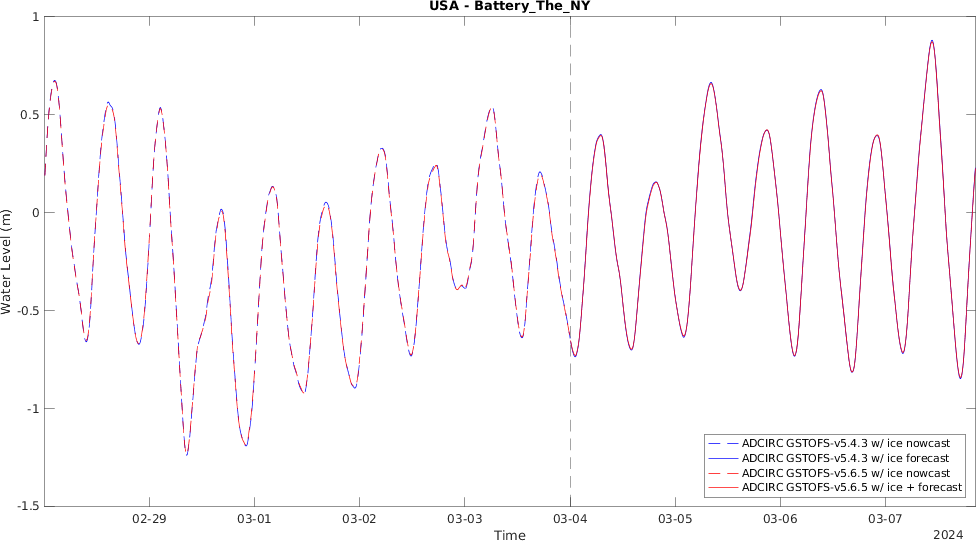 USA - Battery_The_NY
1
0.5
0
-0.5
-1
-1.5
Water Level (m)
02-29
03-01
03-02
03-03
03-04
03-05
03-06
03-07
Time
2024
ADCIRC GSTOFS-v5.4.3 w/ ice nowcast
ADCIRC GSTOFS-v5.4.3 w/ ice forecast
ADCIRC GSTOFS-v5.6.5 w/ ice nowcast
ADCIRC GSTOFS-v5.6.5 w/ ice + forecast